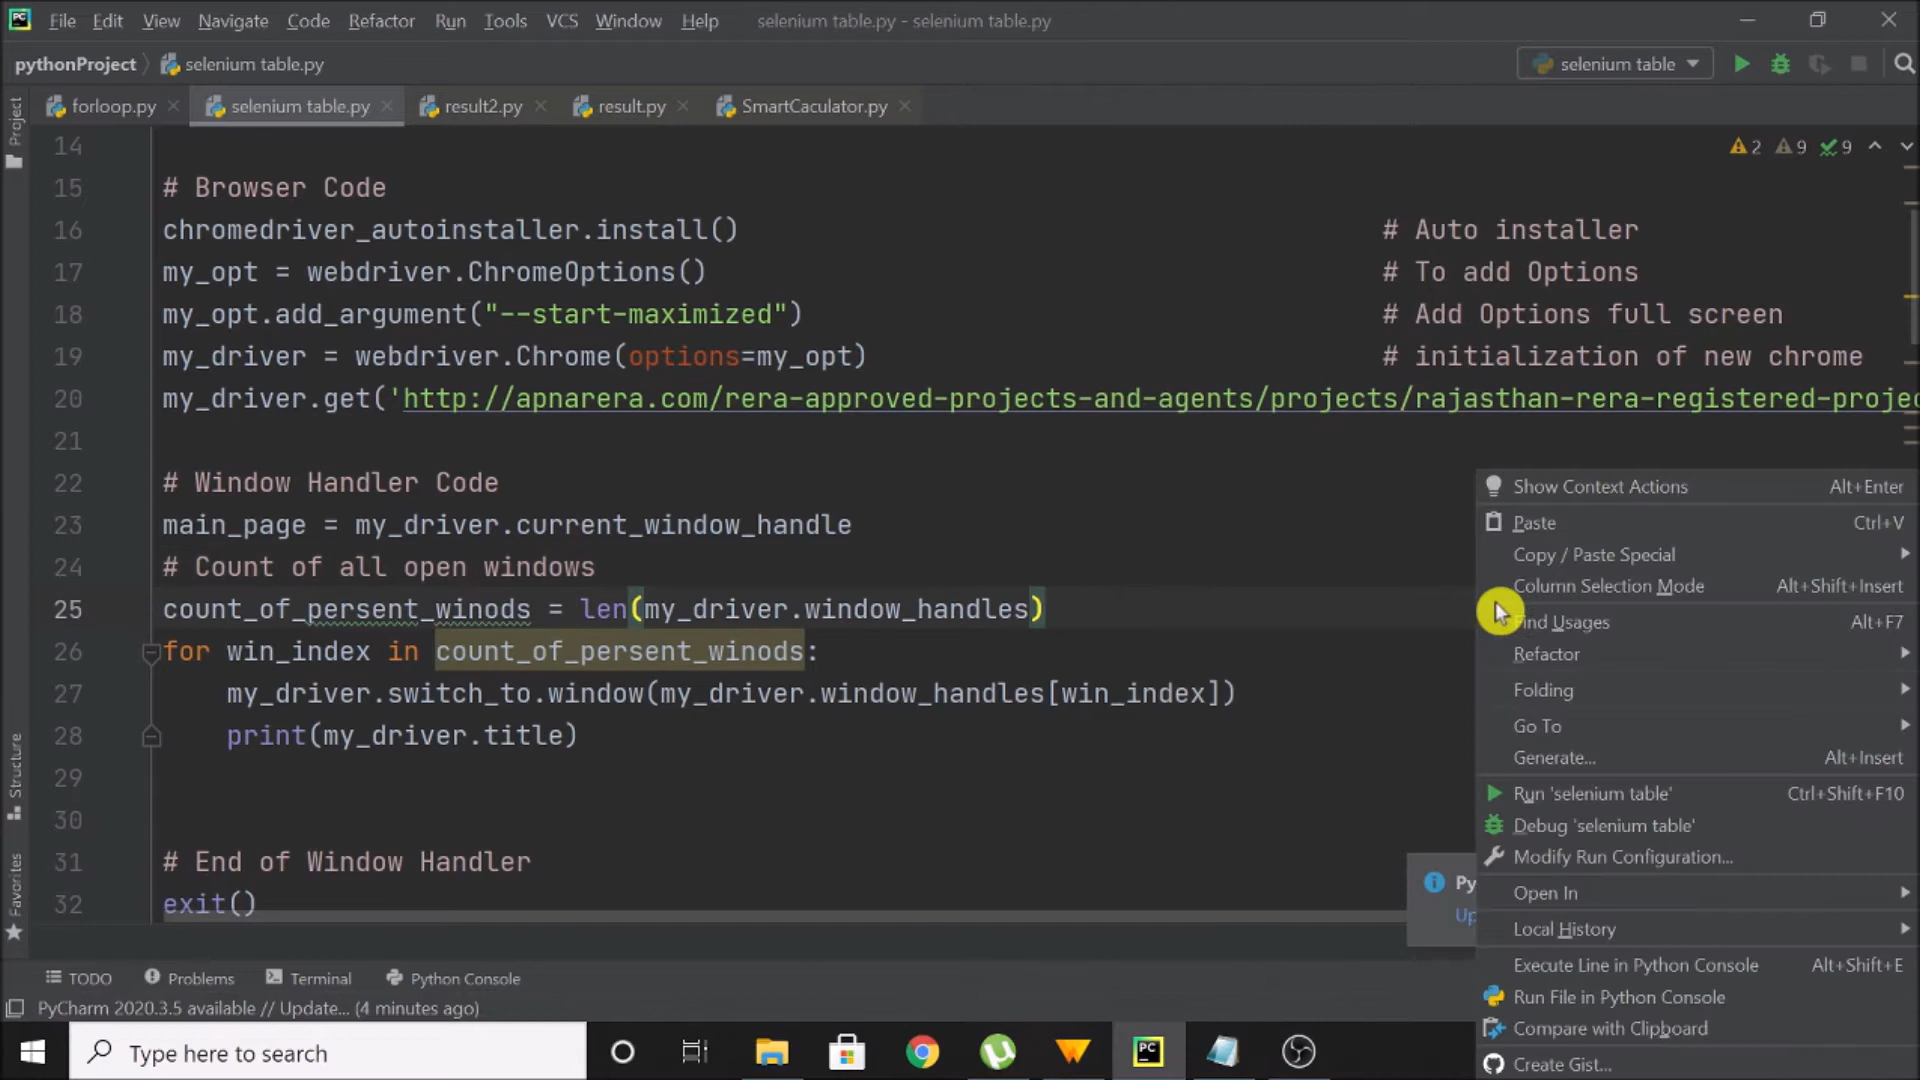 PC File Edit View Navigate Code Refactor Run Tools VCS Window Help selenium table.py - selenium table.py
pythonProject selenium table.py selenium table
forloop.py selenium table.py result2.py result.py SmartCaculator.py
Project
2 9 9
14
15 # Browser Code
16 chromedriver_autoinstaller.install() # Auto installer
17 my_opt = webdriver.ChromeOptions() # To add Options
18 my_opt.add_argument("--start-maximized") # Add Options full screen
19 my_driver = webdriver.Chrome(options=my_opt) # initialization of new chrome
20 my_driver.get('http://apnarera.com/rera-approved-projects-and-agents/projects/rajasthan-rera-registered-projec
21
22 # Window Handler Code
23 main_page = my_driver.current_window_handle
24 # Count of all open windows
25 count_of_persent_winods = len(my_driver.window_handles)
26 for win_index in count_of_persent_winods:
27 my_driver.switch_to.window(my_driver.window_handles[win_index])
28 print(my_driver.title)
29
30
31 # End of Window Handler
32 exit()
Structure
Favorites
Show Context Actions Alt+Enter
Paste Ctrl+V
Copy / Paste Special
Column Selection Mode Alt+Shift+Insert
Find Usages Alt+F7
Refactor
Folding
Go To
Generate... Alt+Insert
Run 'selenium table' Ctrl+Shift+F10
Debug 'selenium table'
Modify Run Configuration...
Open In
Local History
Execute Line in Python Console Alt+Shift+E
Run File in Python Console
Compare with Clipboard
Create Gist...
Py
Up
TODO Problems Terminal Python Console
PyCharm 2020.3.5 available // Update... (4 minutes ago)
Type here to search
PC